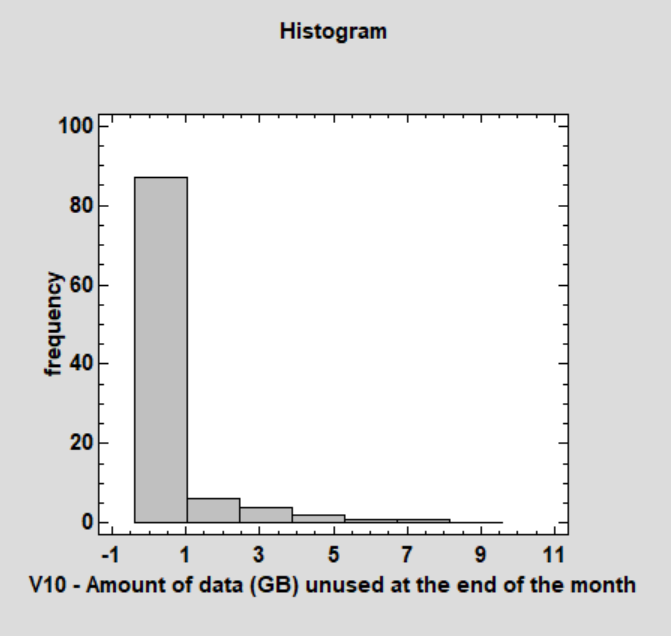 Histogram
100
80
60
40
20
0
frequency
-1 1 3 5 7 9 11
V10 - Amount of data (GB) unused at the end of the month